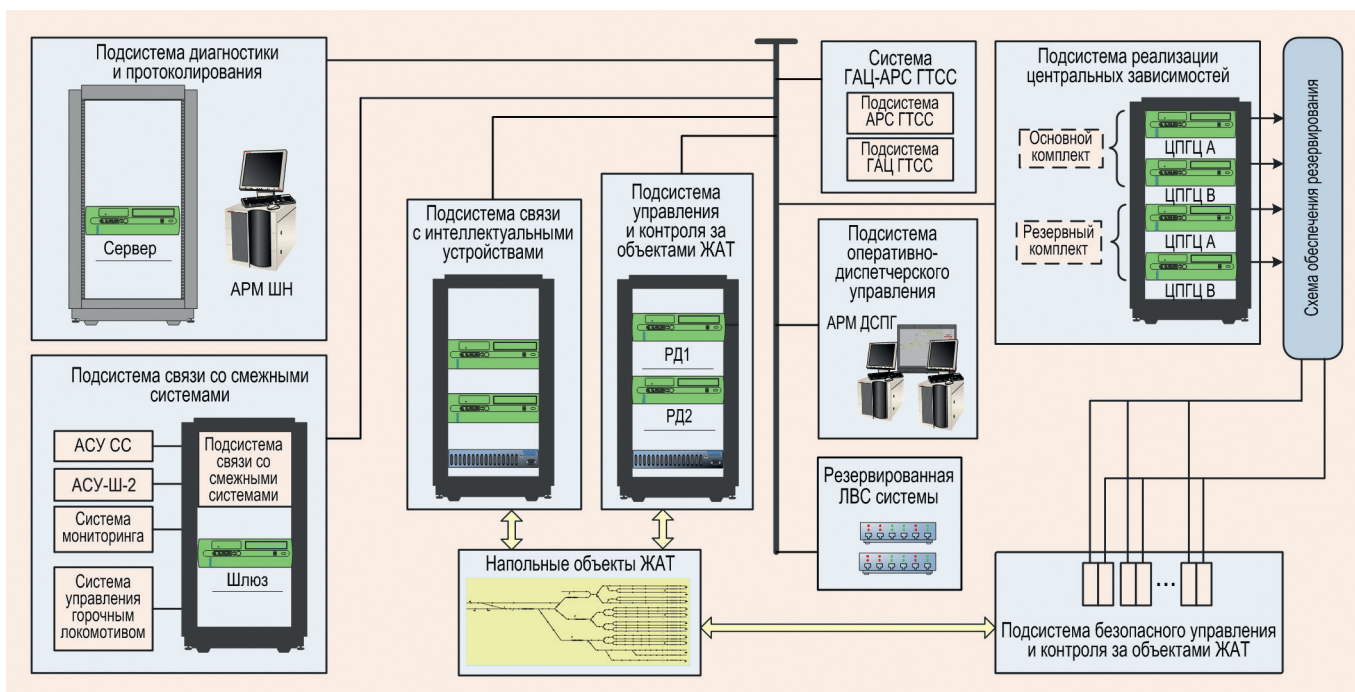 Подсистема диагностики
и протоколирования
Сервер
АРМ ШН
Подсистема связи со смежными
системами
АСУ СС
АСУ-Ш-2
Система
мониторинга
Система
управления
горочным
локомотивом
Подсистема
связи со
смежными
системами
Шлюз
Подсистема связи
с интеллектуальными
устройствами
Подсистема
управления
и контроля за
объектами ЖАТ
РД1
РД2
Напольные объекты ЖАТ
Система
ГАЦ-АРС ГТСС
Подсистема
АРС ГТСС
Подсистема
ГАЦ ГТСС
Подсистема
оперативно-
диспетчерского
управления
АРМ ДСПГ
Резервированная
ЛВС системы
Подсистема реализации
центральных зависимостей
Основной
комплект
Резервный
комплект
ЦПГЦ А
ЦПГЦ В
ЦПГЦ А
ЦПГЦ В
Схема обеспечения резервирования
...
Подсистема безопасного управления
и контроля за объектами ЖАТ